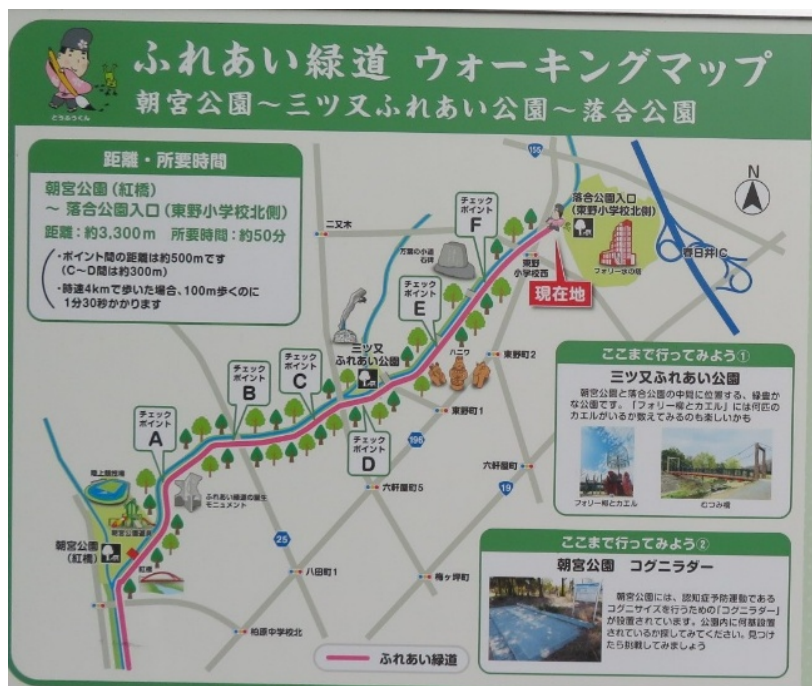 ふれあい緑道 ウォーキングマップ
朝宮公園~三ツ又ふれあい公園~落合公園
とうふうくん
距離・所要時間
朝宮公園(紅橋)
~ 落合公園入口(東野小学校北側)
距離:約3,300m 所要時間:約50分
・ポイント間の距離は約500mです
(C~D間は約300m)
・時速4kmで歩いた場合、100m歩くのに
1分30秒かかります
155
N
落合公園入口
(東野小学校北側)
フォリー水の塔
春日井IC
チェック
ポイント
F
二又木
万葉の小道
石碑
東野
小学校西
現在地
チェック
ポイント
E
三ツ又
ふれあい公園
ハニワ
東野町2
チェック
ポイント
C
チェック
ポイント
B
東野町1
チェック
ポイント
A
チェック
ポイント
D
196
六軒屋町
陸上競技場
ふれあい緑道の誕生
モニュメント
六軒屋町5
19
朝宮公園遊具
朝宮公園
(紅橋)
紅橋
25
八田町1
梅ヶ坪町
柏原中学校北
ふれあい緑道
ここまで行ってみよう①
三ツ又ふれあい公園
朝宮公園と落合公園の中間に位置する、緑豊か
な公園です。「フォリー柳とカエル」には何匹の
カエルがいるか数えてみるのも楽しいかも
フォリー柳とカエル
むつみ橋
ここまで行ってみよう②
朝宮公園 コグニラダー
朝宮公園には、認知症予防運動である
コグニサイズを行うための「コグニラダー」
が設置されています。公園内に何基設置
されているか探してみてください。見つけ
たら挑戦してみましょう